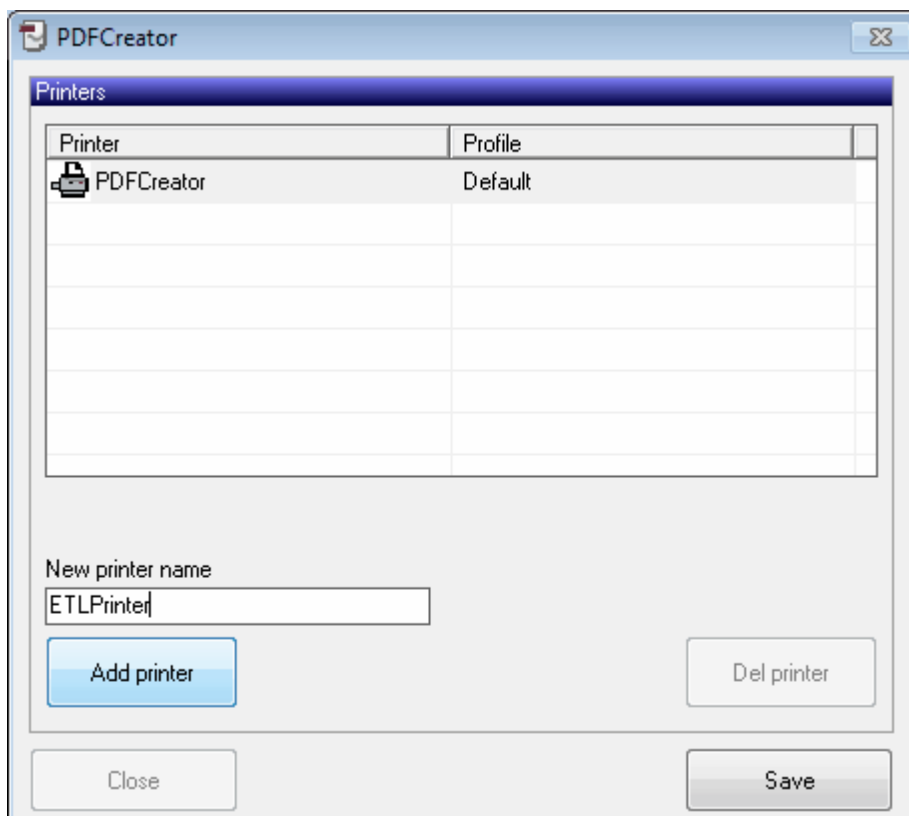 PDFCreator
Printers
Printer Profile
PDFCreator Default
New printer name
ETLPrinter
Add printer Del printer
Close Save